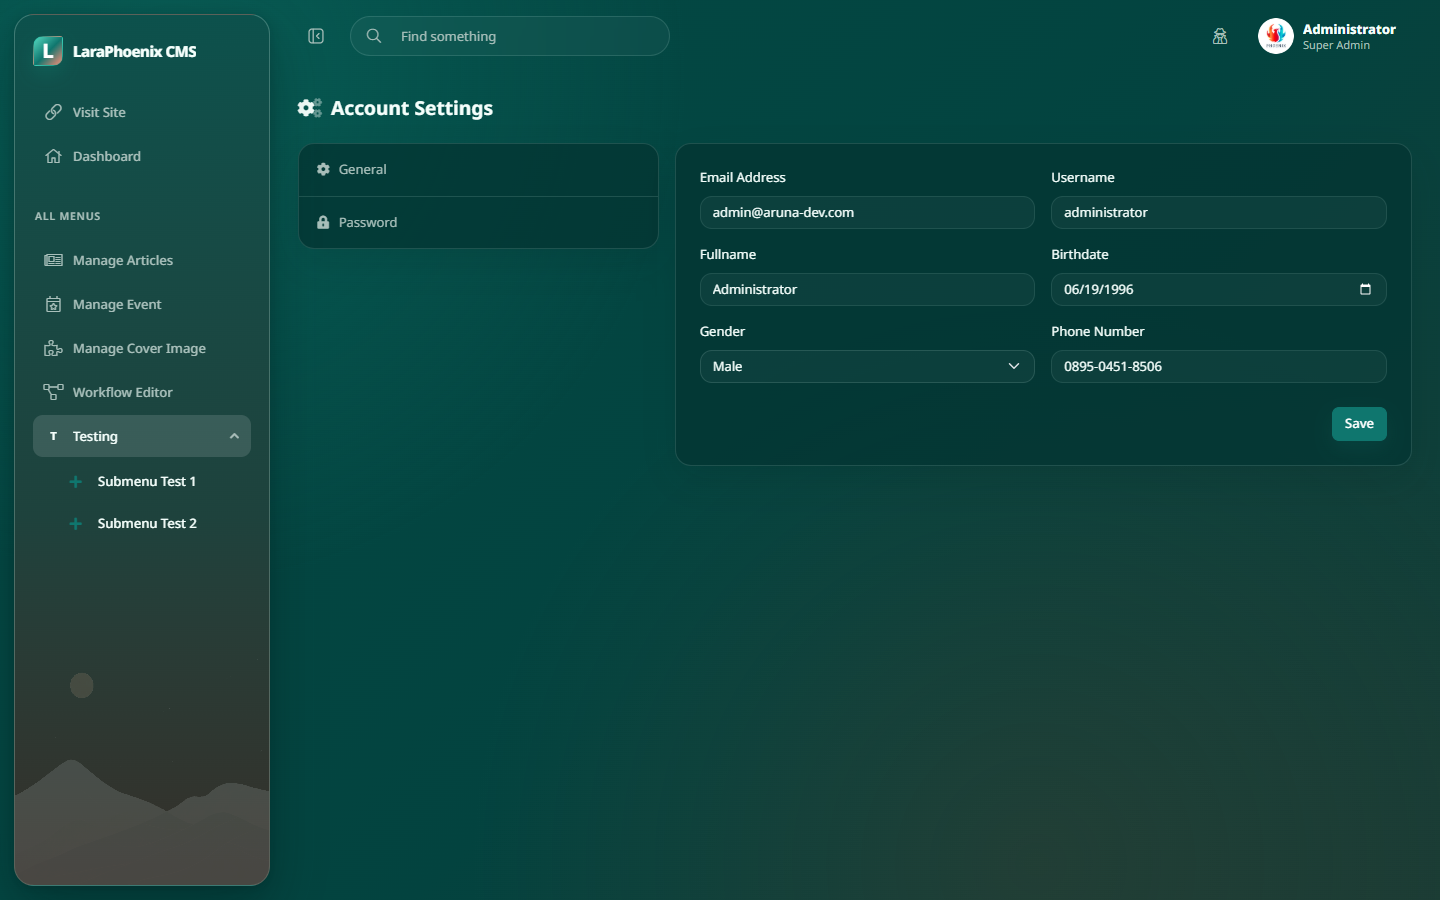 L LaraPhoenix CMS
Visit Site
Dashboard
ALL MENUS
Manage Articles
Manage Event
Manage Cover Image
Workflow Editor
T Testing
Submenu Test 1
Submenu Test 2
Find something
Administrator
Super Admin
Account Settings
General
Password
Email Address
admin@aruna-dev.com
Username
administrator
Fullname
Administrator
Birthdate
06/19/1996
Gender
Male
Phone Number
0895-0451-8506
Save